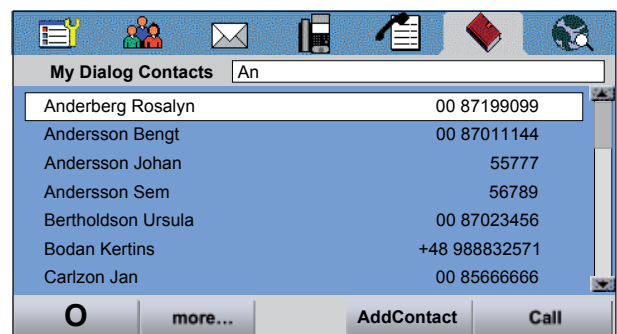 My Dialog Contacts An
Anderberg Rosalyn 00 87199099
Andersson Bengt 00 87011144
Andersson Johan 55777
Andersson Sem 56789
Bertholdson Ursula 00 87023456
Bodan Kertins +48 988832571
Carlzon Jan 00 85666666
O more... AddContact Call